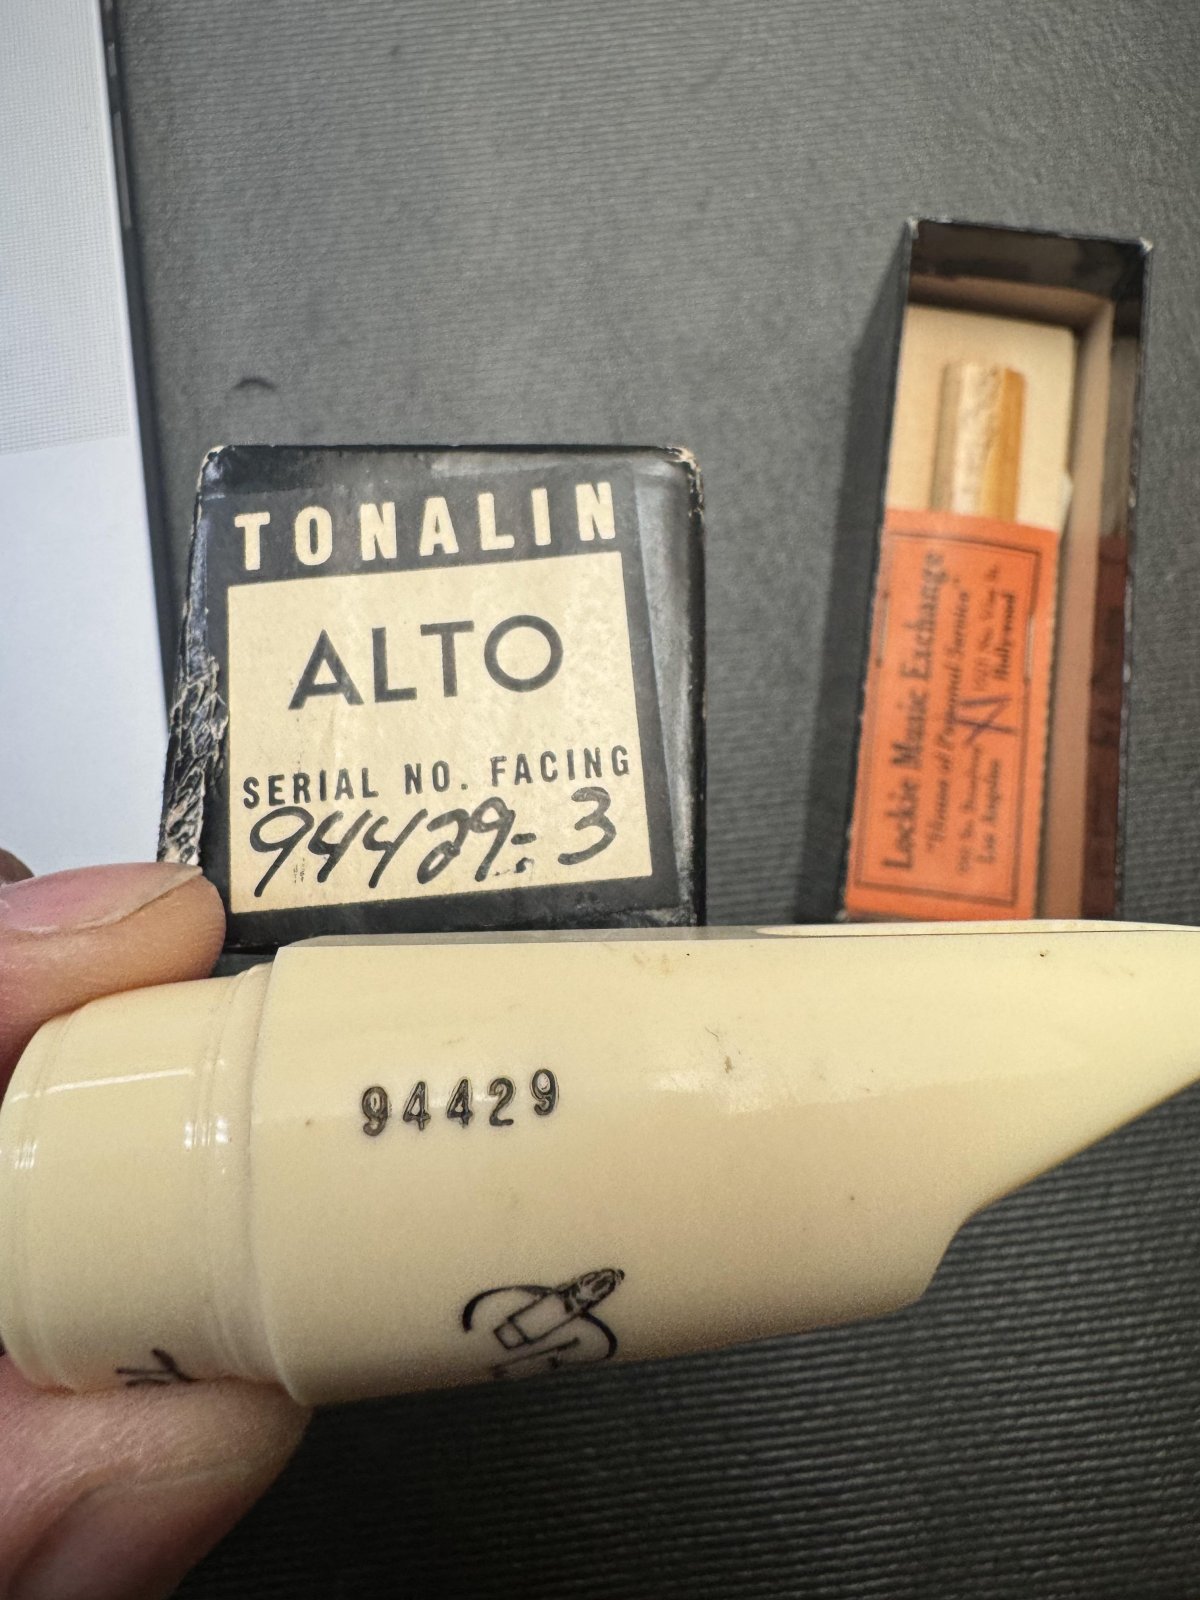 TONALIN
ALTO
SERIAL NO. FACING
94429- 3
Lockie Music Exchange
"House of Personal Service"
Los Angeles
Hollywood
94429